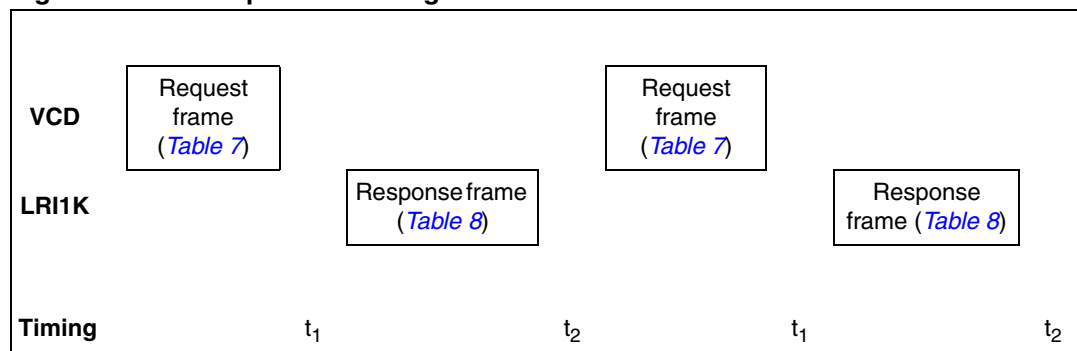 Request
frame
(Table 7)
Request
frame
(Table 7)
VCD
LRI1K
Response frame
(Table 8)
Response
frame (Table 8)
Timing
t1
t2
t1
t2